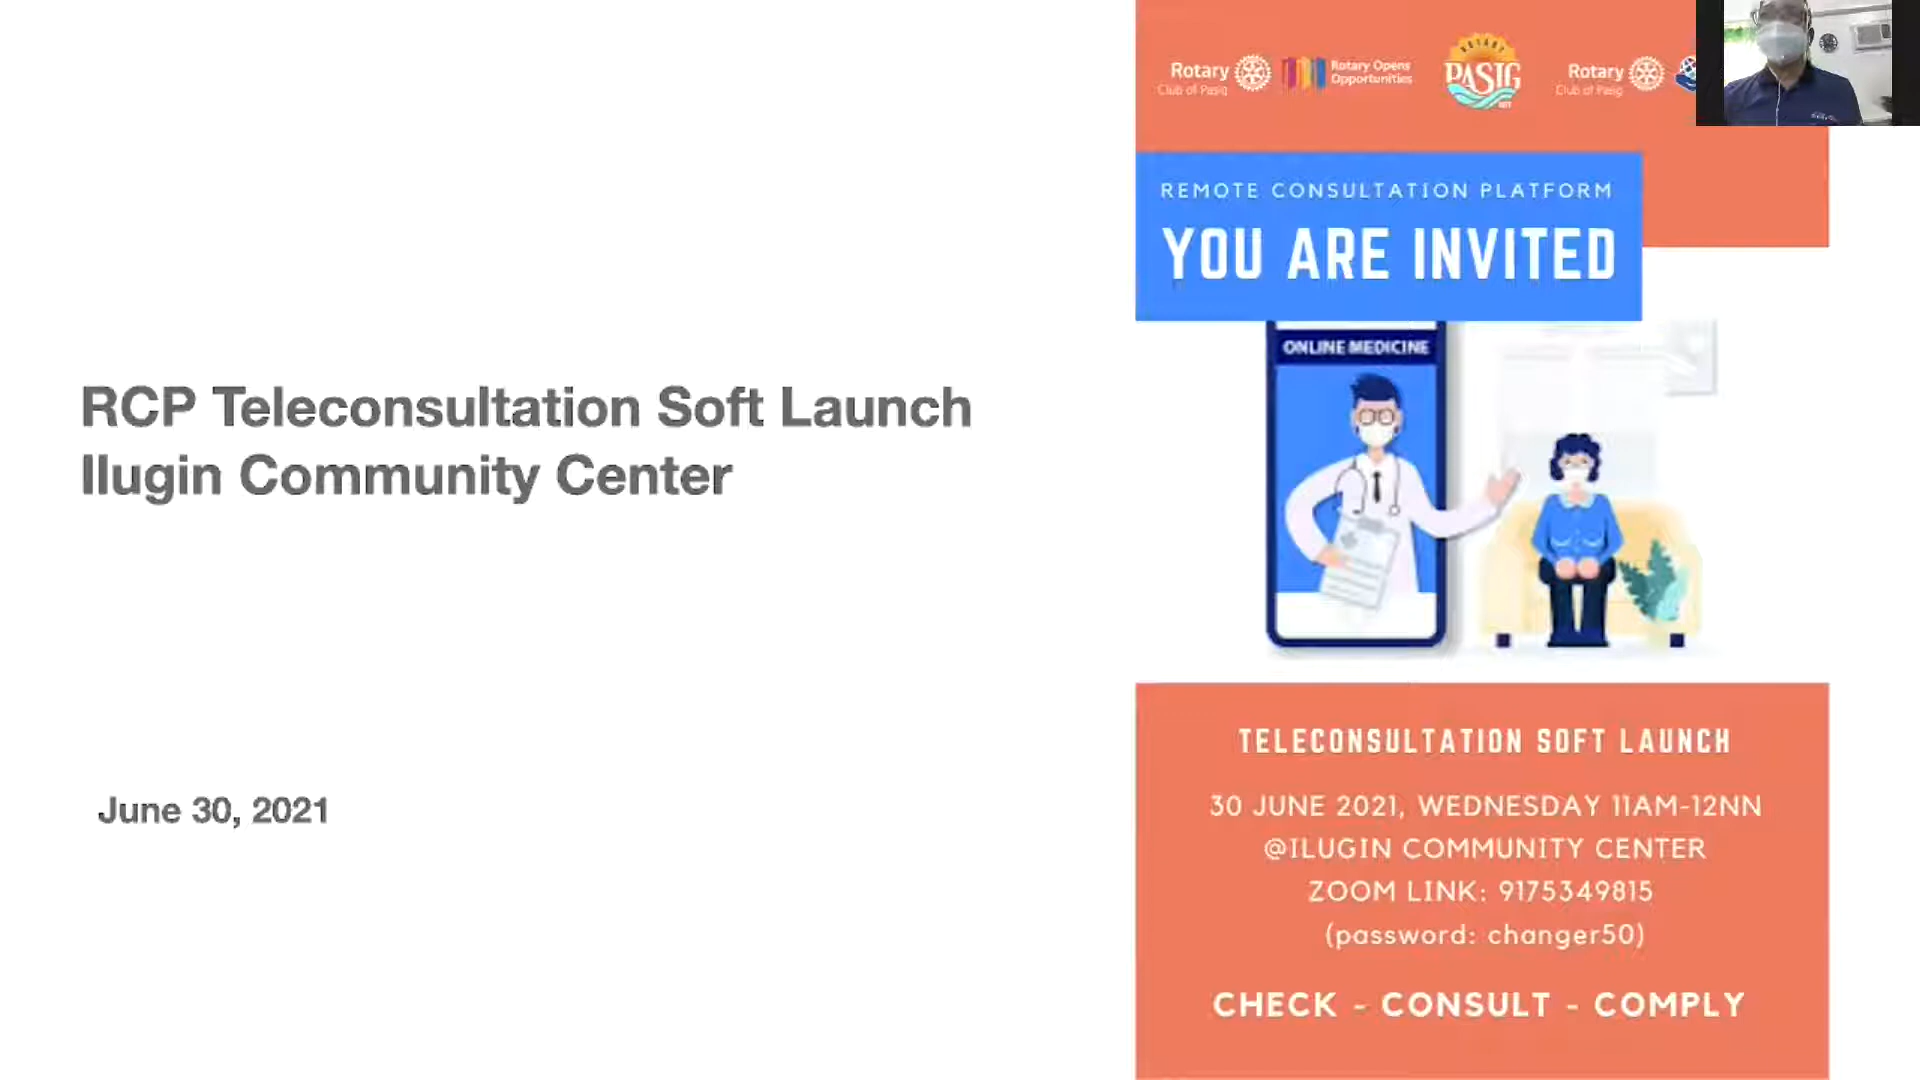 RCP Teleconsultation Soft Launch
Ilugin Community Center
June 30, 2021
Rotary
Club of Pasig
Rotary Opens
Opportunities
ROTARY
PASIG
Rotary
Club of Pasig
REMOTE CONSULTATION PLATFORM
YOU ARE INVITED
ONLINE MEDICINE
TELECONSULTATION SOFT LAUNCH
30 JUNE 2021, WEDNESDAY 11AM-12NN
@ILUGIN COMMUNITY CENTER
ZOOM LINK: 9175349815
(password: changer50)
CHECK - CONSULT - COMPLY